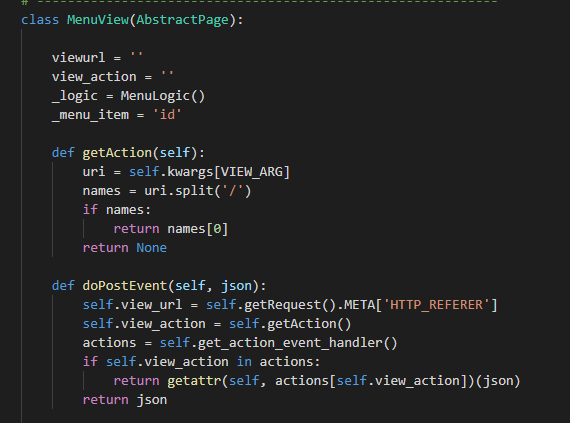 # ------------------------------------------------------------
class MenuView(AbstractPage):
viewurl = ''
view_action = ''
_logic = MenuLogic()
_menu_item = 'id'
def getAction(self):
uri = self.kwargs[VIEW_ARG]
names = uri.split('/')
if names:
return names[0]
return None
def doPostEvent(self, json):
self.view_url = self.getRequest().META['HTTP_REFERER']
self.view_action = self.getAction()
actions = self.get_action_event_handler()
if self.view_action in actions:
return getattr(self, actions[self.view_action])(json)
return json